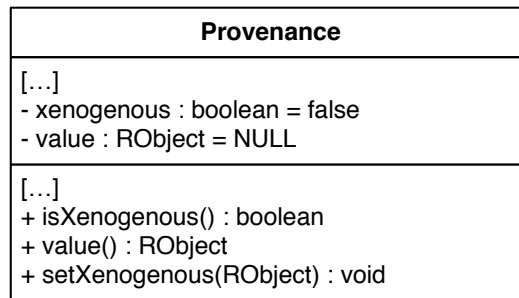 Provenance
[…]
- xenogenous : boolean = false
- value : RObject = NULL
[…]
+ isXenogenous() : boolean
+ value() : RObject
+ setXenogenous(RObject) : void